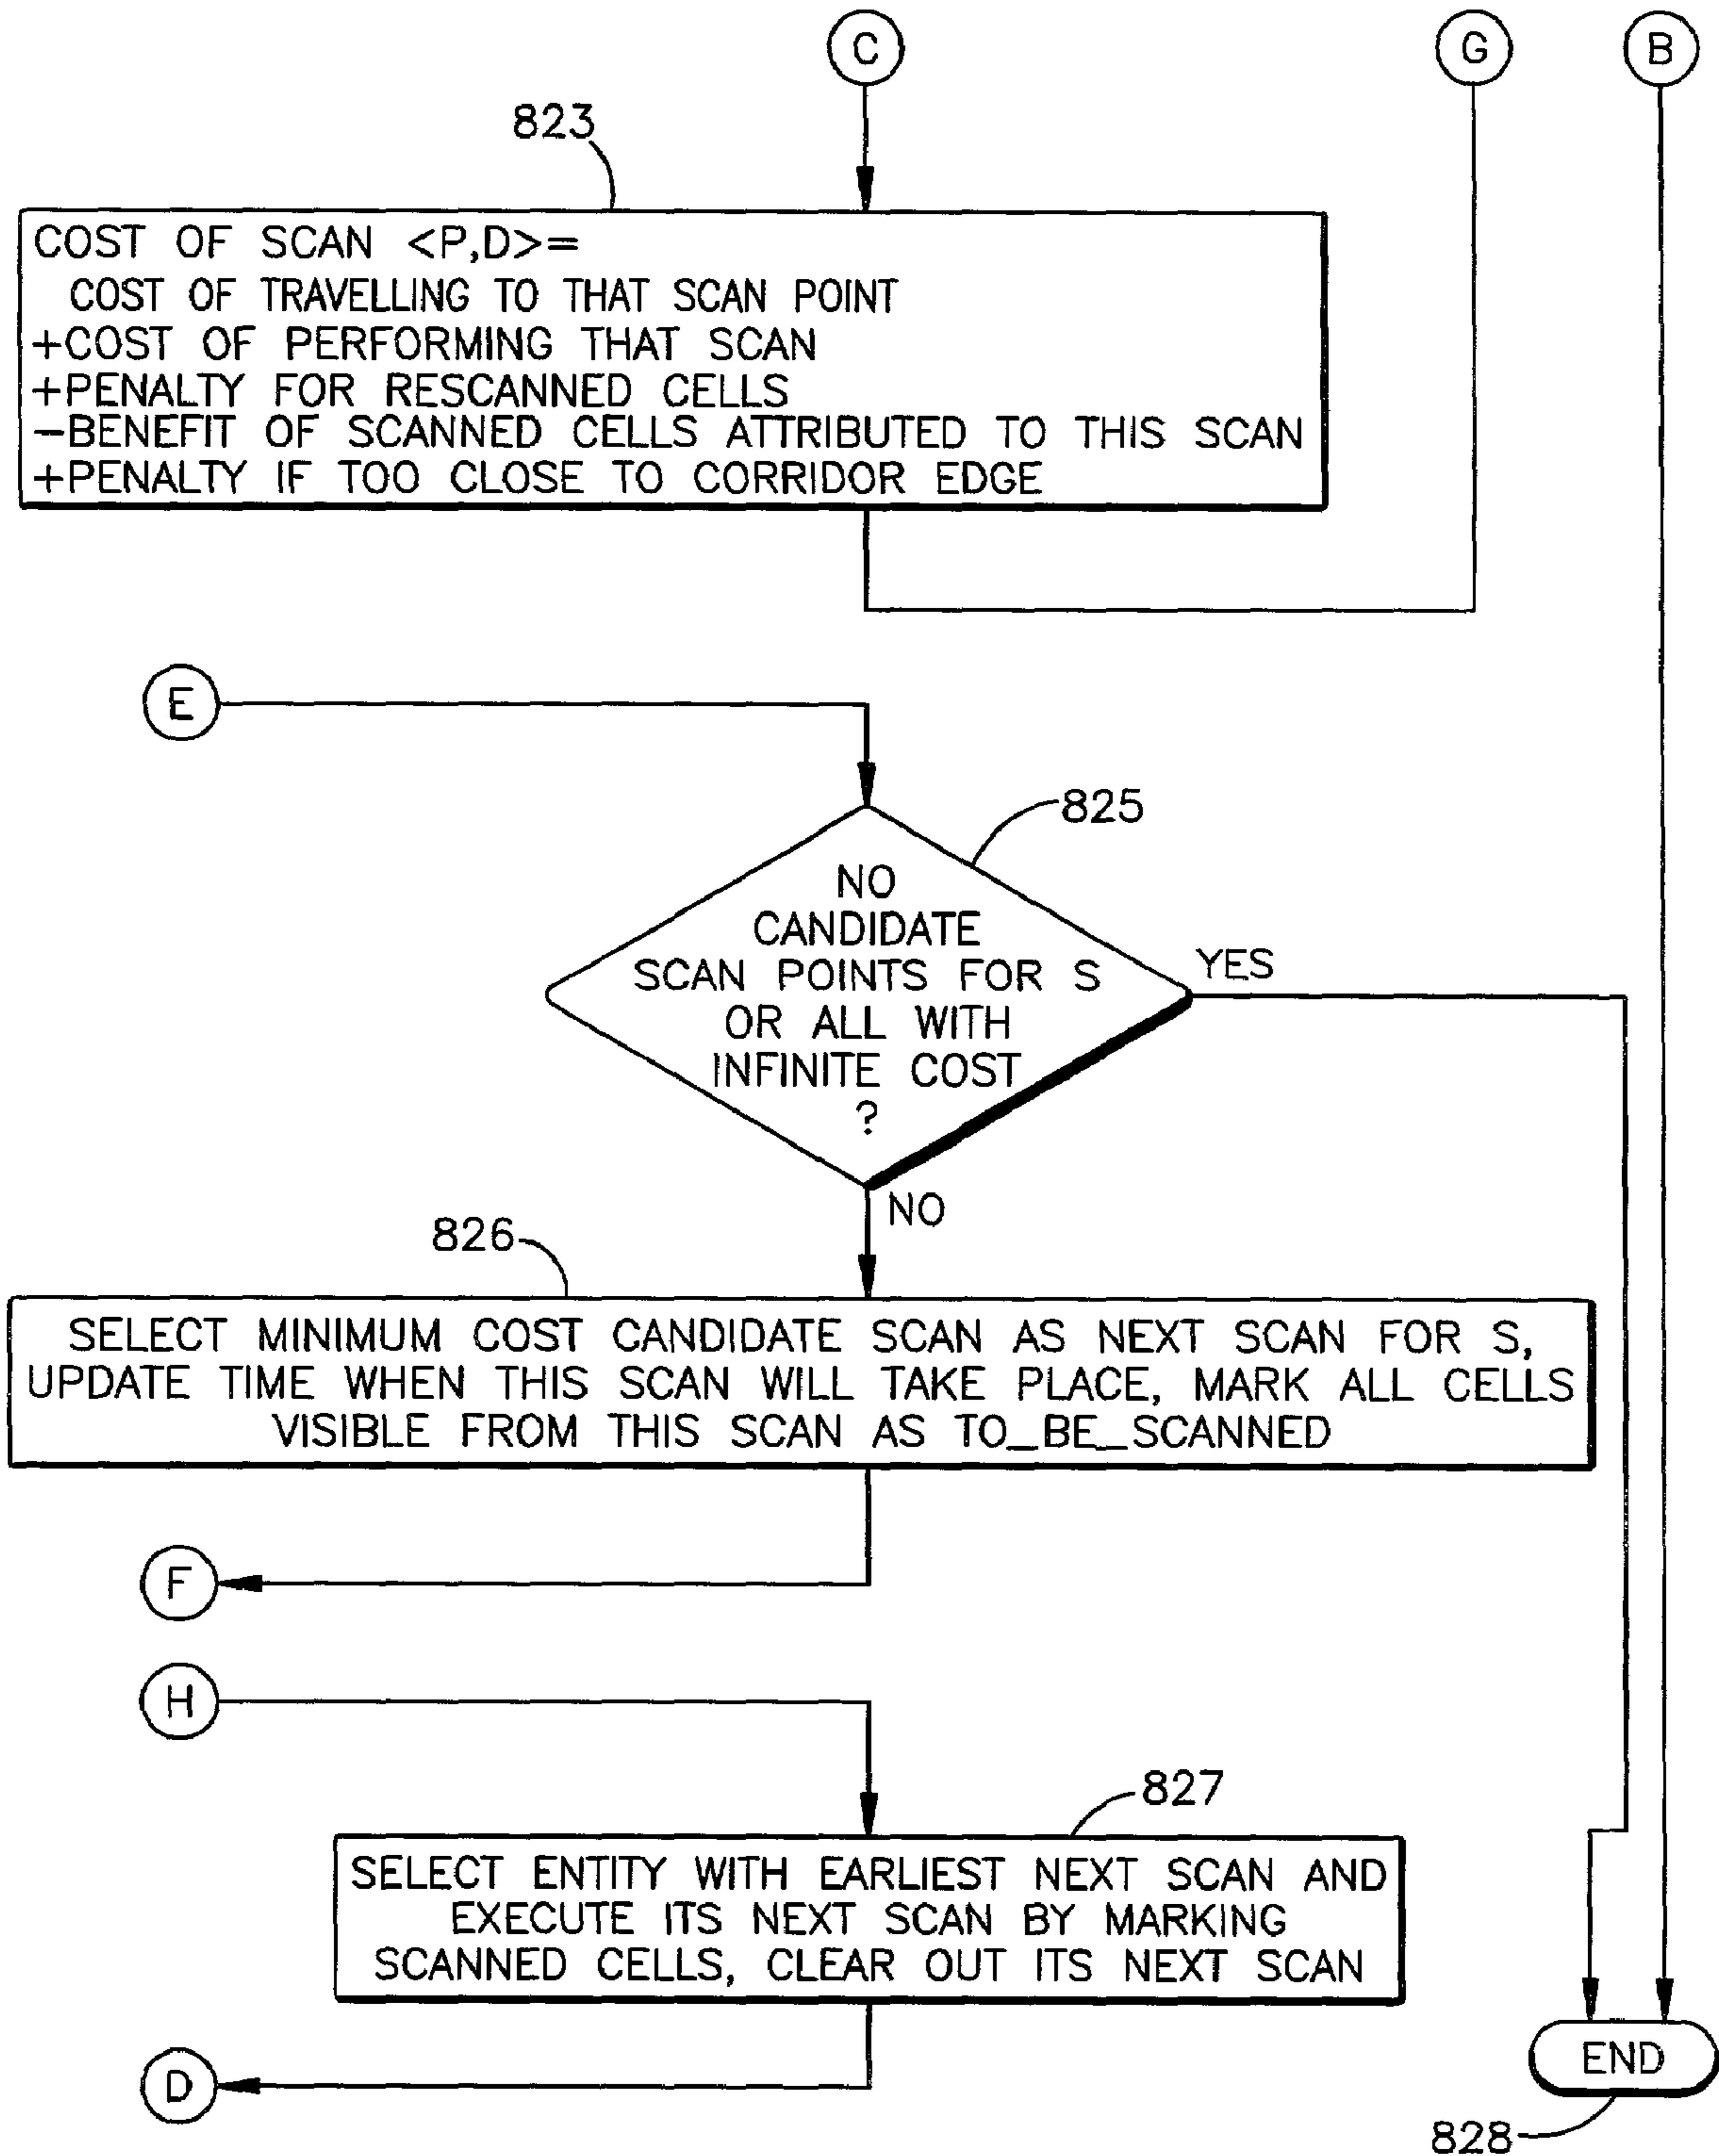 C
G
B
823
COST OF SCAN <P,D>=
COST OF TRAVELLING TO THAT SCAN POINT
+COST OF PERFORMING THAT SCAN
+PENALTY FOR RESCANNED CELLS
-BENEFIT OF SCANNED CELLS ATTRIBUTED TO THIS SCAN
+PENALTY IF TOO CLOSE TO CORRIDOR EDGE
E
825
NO
CANDIDATE
SCAN POINTS FOR S
OR ALL WITH
INFINITE COST
?
YES
NO
826
SELECT MINIMUM COST CANDIDATE SCAN AS NEXT SCAN FOR S,
UPDATE TIME WHEN THIS SCAN WILL TAKE PLACE, MARK ALL CELLS
VISIBLE FROM THIS SCAN AS TO_BE_SCANNED
F
H
827
SELECT ENTITY WITH EARLIEST NEXT SCAN AND
EXECUTE ITS NEXT SCAN BY MARKING
SCANNED CELLS, CLEAR OUT ITS NEXT SCAN
D
END
828